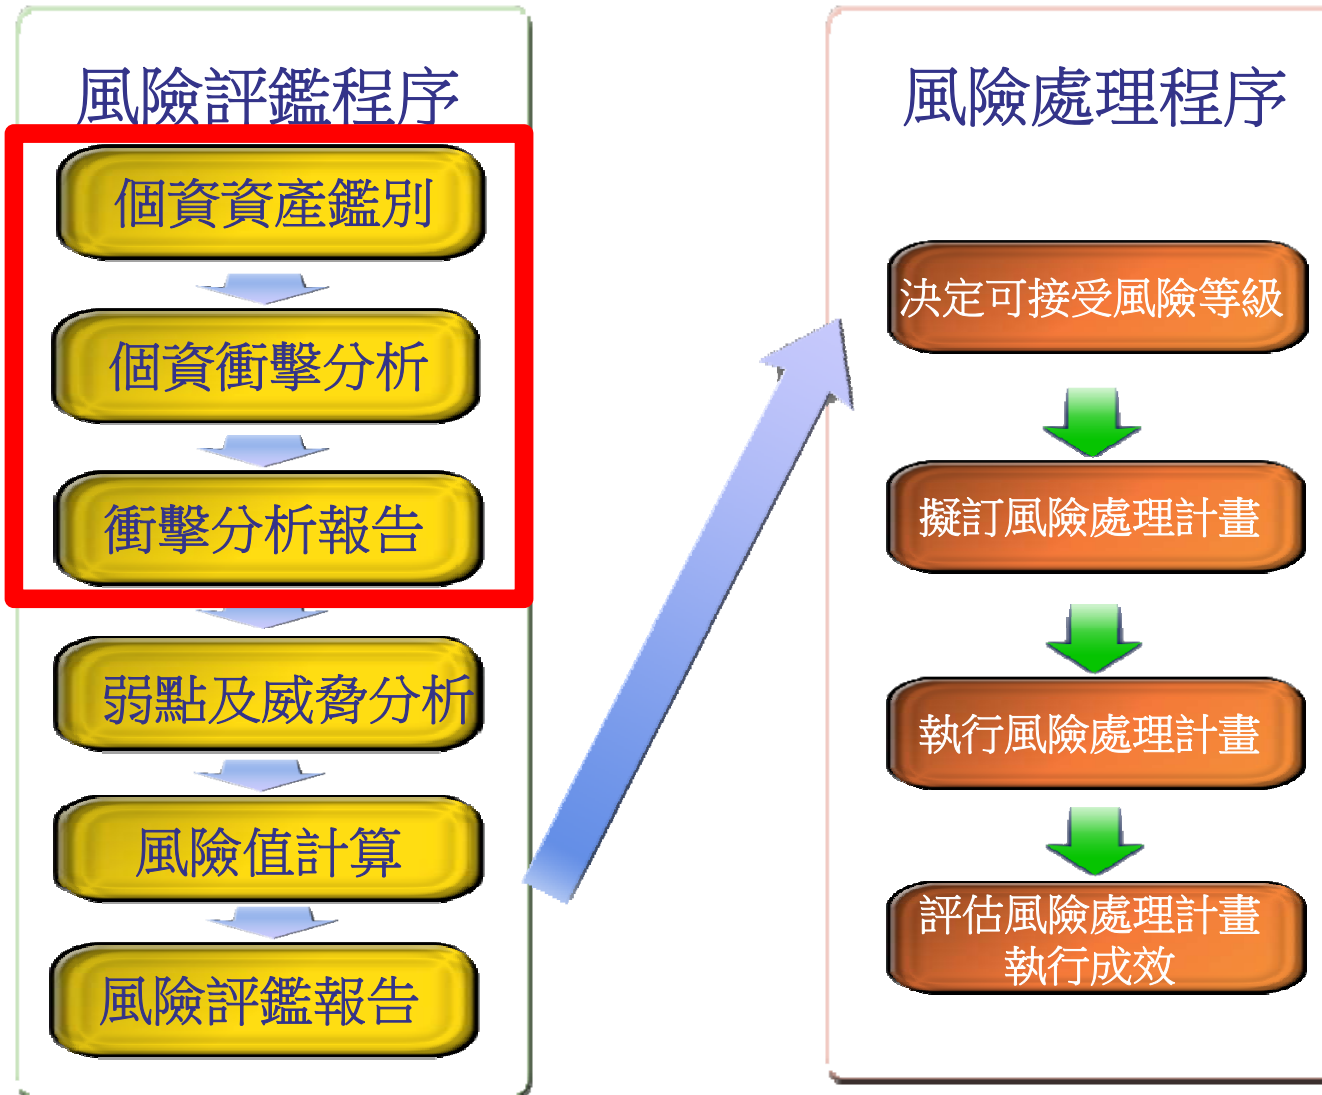 風險評鑑程序
個資資產鑑別
個資衝擊分析
衝擊分析報告
弱點及威脅分析
風險值計算
風險評鑑報告
風險處理程序
決定可接受風險等級
擬訂風險處理計畫
執行風險處理計畫
評估風險處理計畫
執行成效